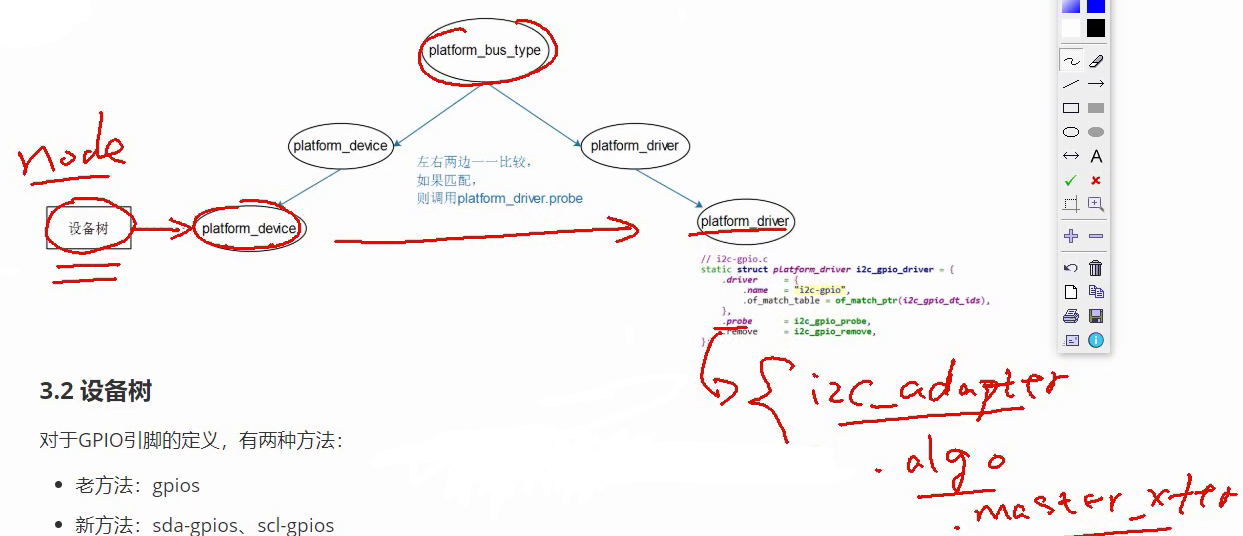 platform_bus_type
node
platform_device
platform_driver
左右两边一一比较，
如果匹配，
则调用platform_driver.probe
设备树
platform_device
platform_driver
// i2c-gpio.c
static struct platform_driver i2c_gpio_driver = {
.driver = {
.name = "i2c-gpio",
.of_match_table = of_match_ptr(i2c_gpio_dt_ids),
},
.probe = i2c_gpio_probe,
.remove = i2c_gpio_remove,
};
{ i2c_adapter
.algo
.master_xfer
3.2 设备树
对于GPIO引脚的定义，有两种方法：
• 老方法：gpios
• 新方法：sda-gpios、scl-gpios
A